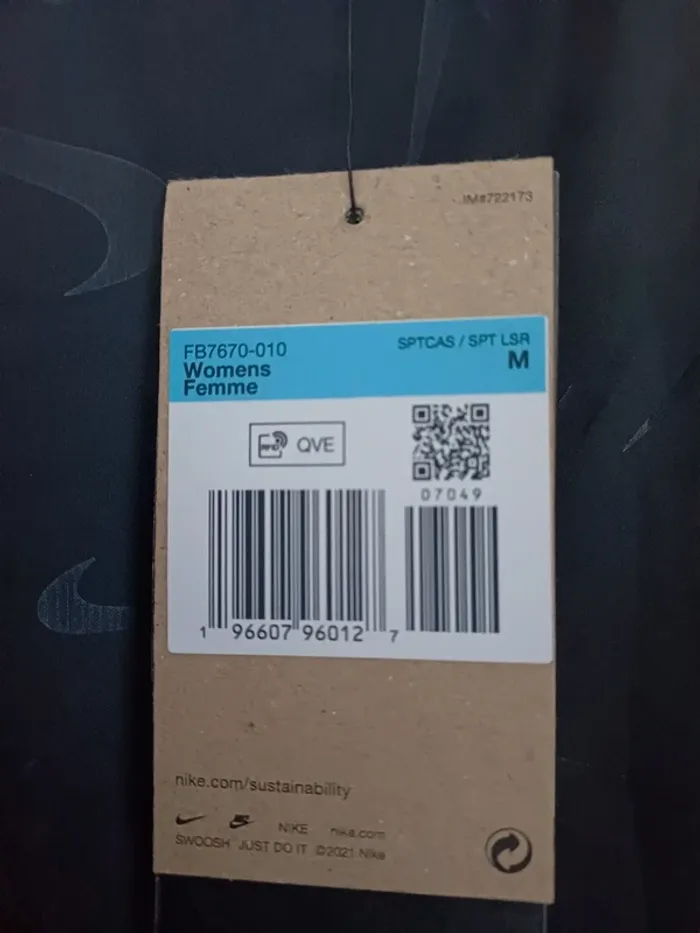 IM#722173
FB7670-010
SPTCAS / SPT LSR
Womens
M
Femme
RFID QVE
07049
1 96607 96012 7
nike.com/sustainability
NIKE nike.com
SWOOSH JUST DO IT ©2021 Nike